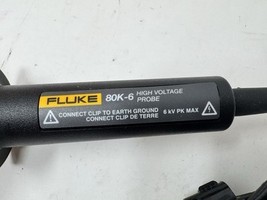 FLUKE 80K-6 HIGH VOLTAGE PROBE
CONNECT CLIP TO EARTH GROUND 6 kV PK MAX
CONNECT CLIP DE TERRE